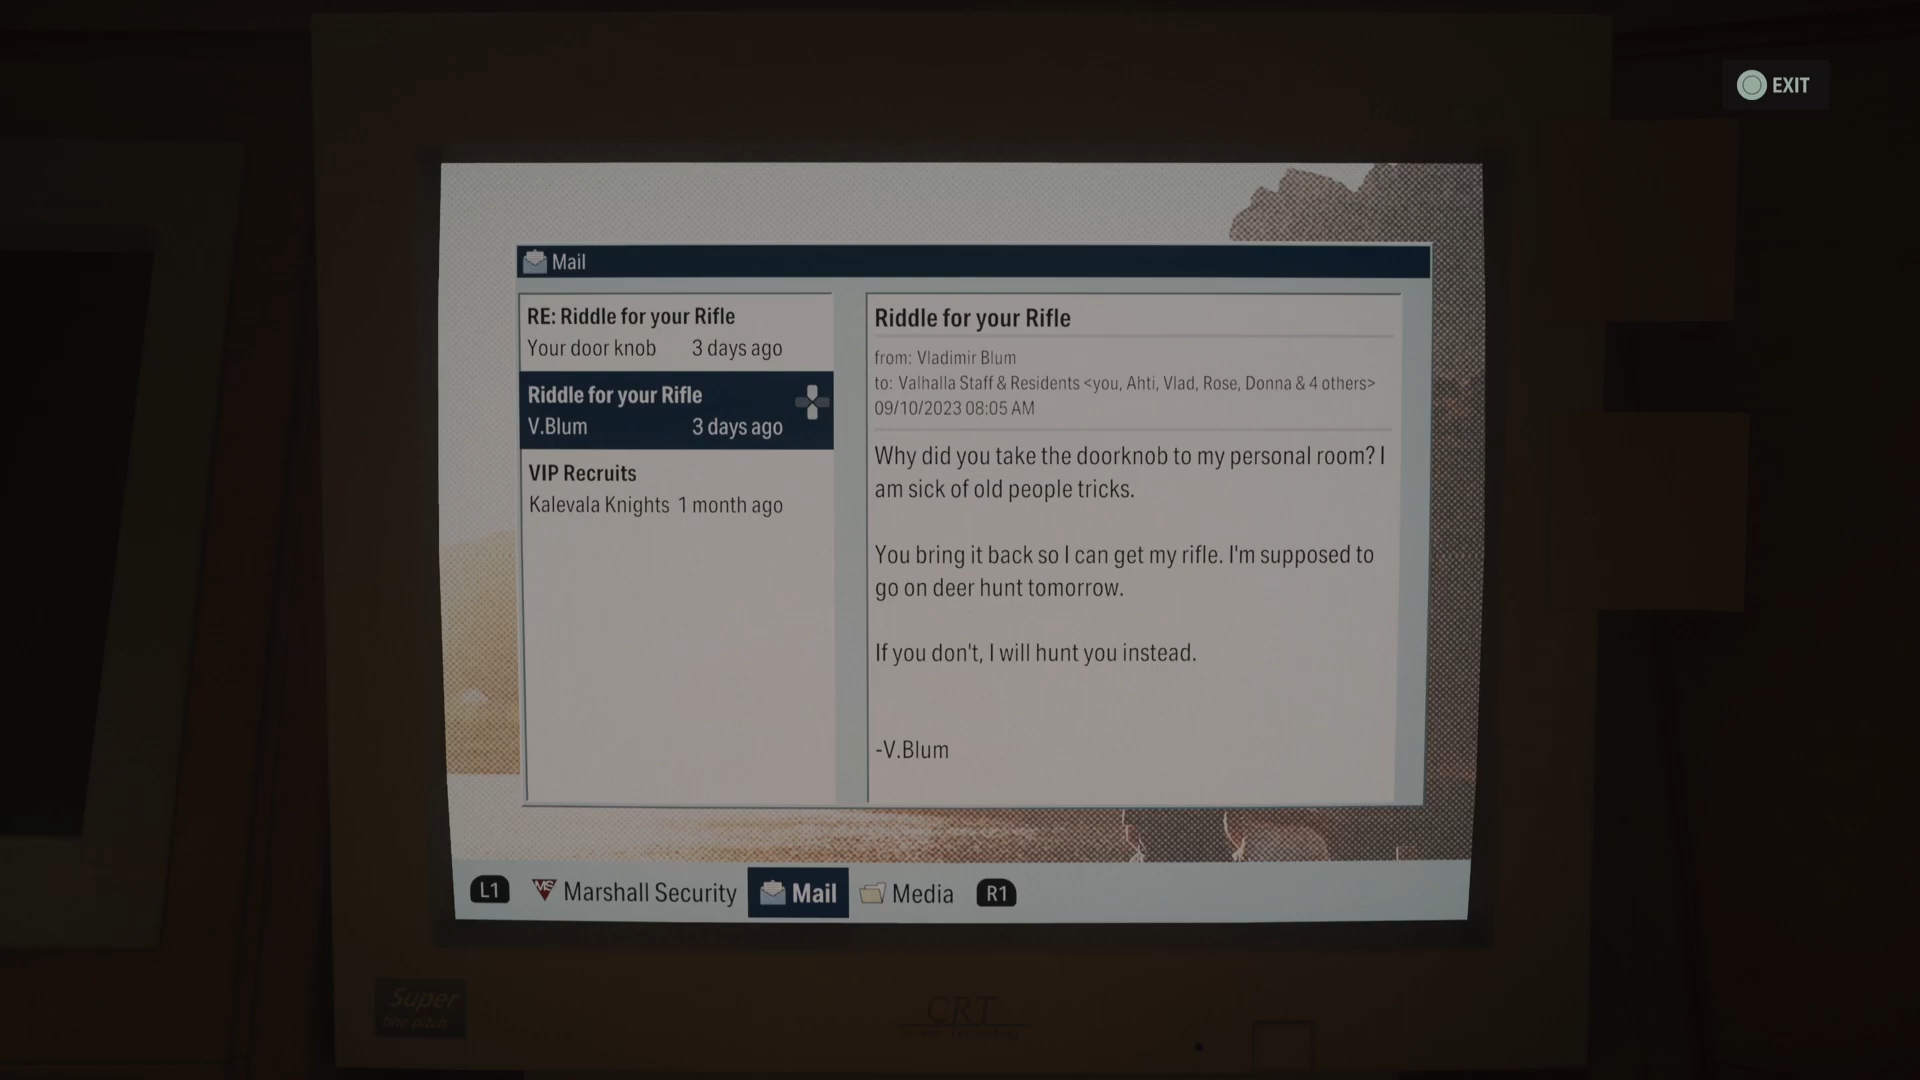 EXIT
Mail
RE: Riddle for your Rifle
Your door knob 3 days ago
Riddle for your Rifle
V.Blum 3 days ago
VIP Recruits
Kalevala Knights 1 month ago
Riddle for your Rifle
from: Vladimir Blum
to: Valhalla Staff & Residents <you, Ahti, Vlad, Rose, Donna & 4 others>
09/10/2023 08:05 AM
Why did you take the doorknob to my personal room? I
am sick of old people tricks.
You bring it back so I can get my rifle. I'm supposed to
go on deer hunt tomorrow.
If you don't, I will hunt you instead.
-V.Blum
L1 MS Marshall Security Mail Media R1
Super
fine pitch
CRT